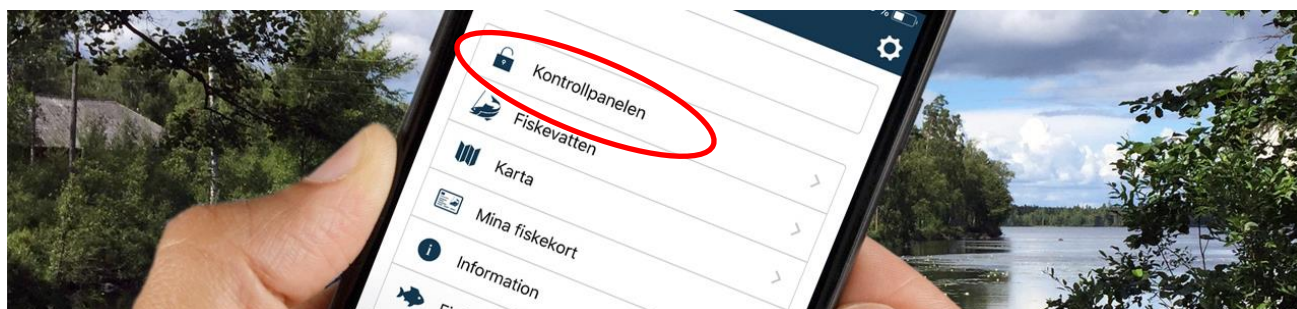 Kontrollpanelen
Fiskevatten
Karta
Mina fiskekort
Information